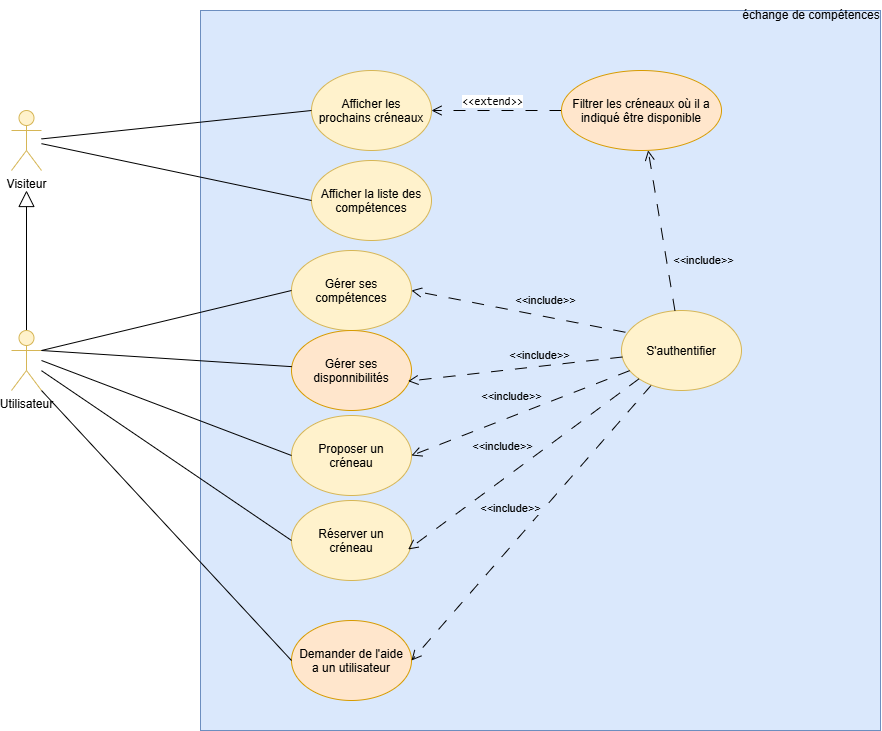 échange de compétences
Afficher les
prochains créneaux
<<extend>>
Filtrer les créneaux où il a
indiqué être disponible
Visiteur
Afficher la liste des
compétences
<<include>>
Gérer ses
compétences
<<include>>
S'authentifier
Gérer ses
disponnibilités
<<include>>
Utilisateur
<<include>>
Proposer un
créneau
<<include>>
Réserver un
créneau
<<include>>
Demander de l'aide
a un utilisateur